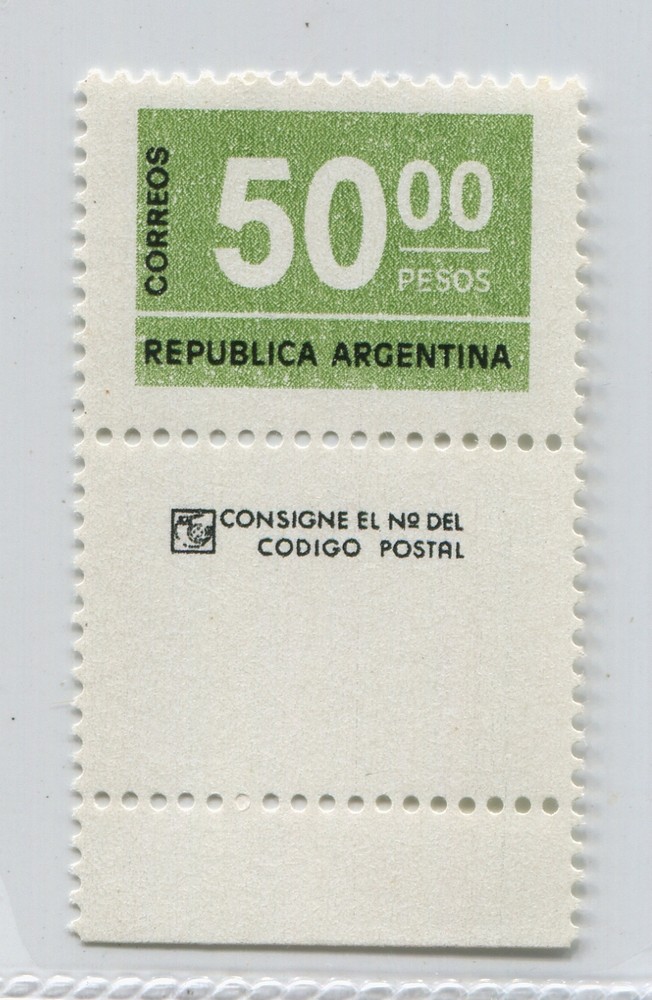 CORREOS
50 00
PESOS
REPUBLICA ARGENTINA
CONSIGNE EL Nº DEL
CODIGO POSTAL